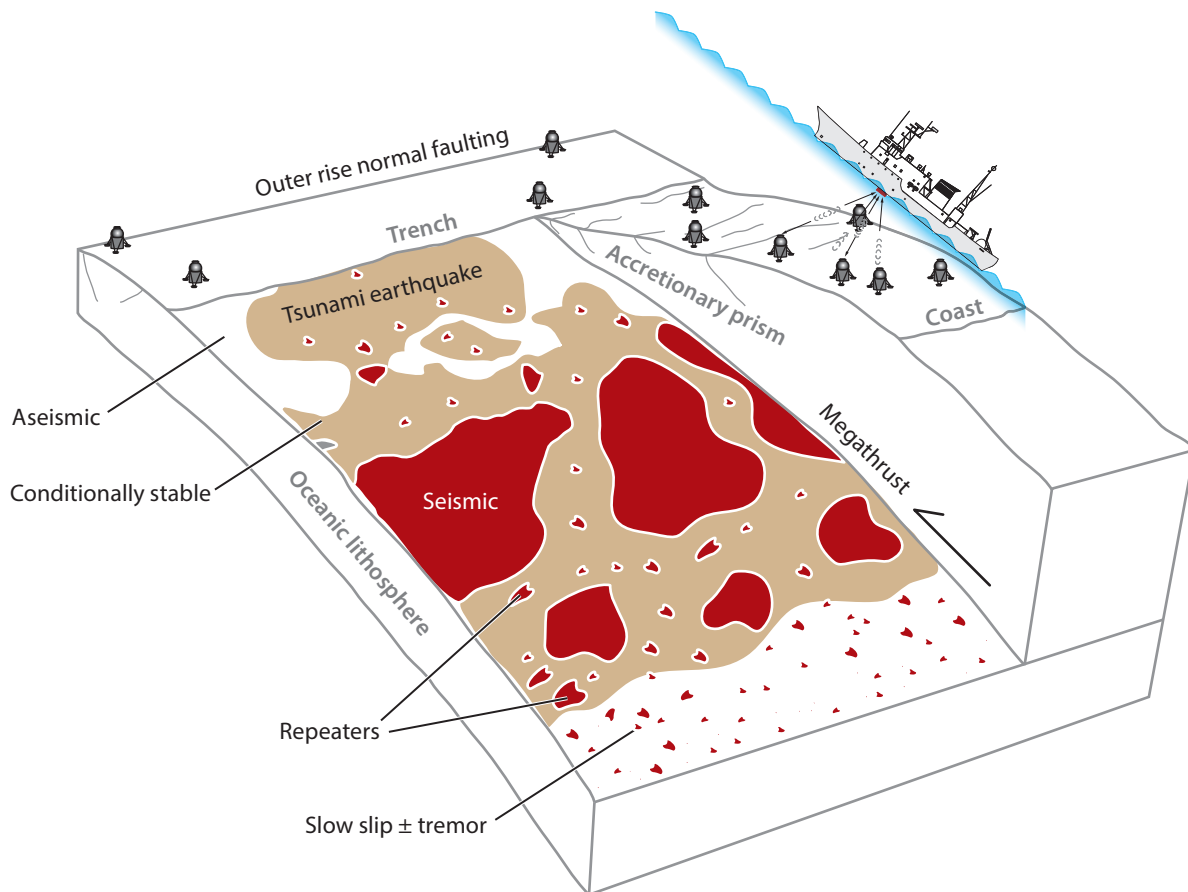 Outer rise normal faulting
Trench
Tsunami earthquake
Accretionary prism
Coast
Aseismic
Megathrust
Conditionally stable
Seismic
Oceanic lithosphere
Repeaters
Slow slip ± tremor